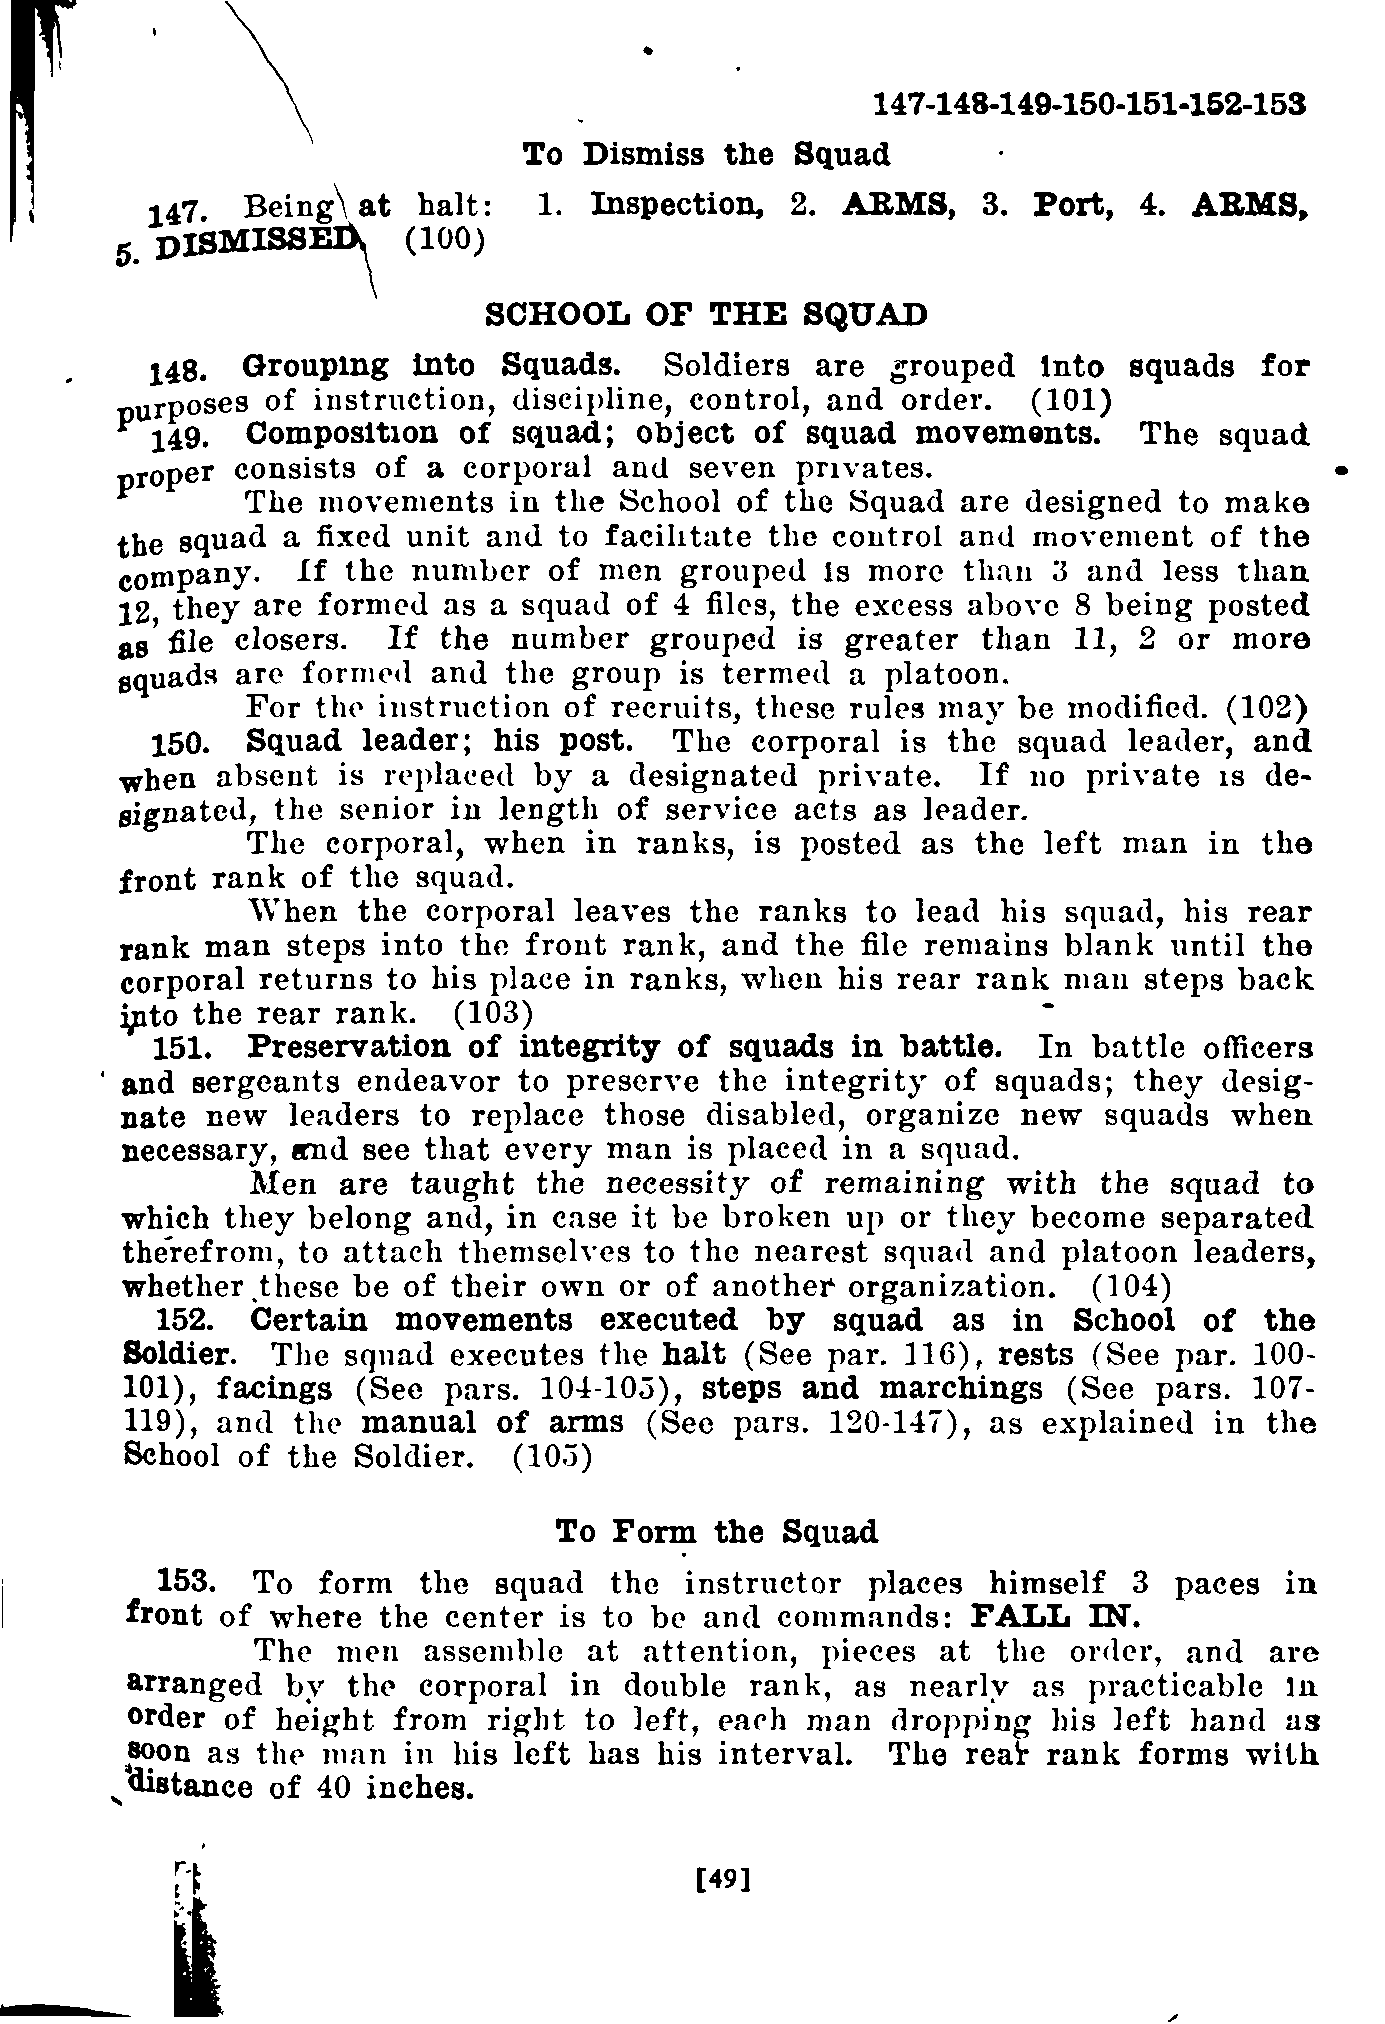 147-148-149-150-151-152-153
To Dismiss the Squad
147. Being at halt: 1. Inspection, 2. ARMS, 3. Port, 4. ARMS,
5. DISMISSED (100)
SCHOOL OF THE SQUAD
148. Grouping into Squads. Soldiers are grouped into squads for
purposes of instruction, discipline, control, and order. (101)
149. Composition of squad; object of squad movements. The squad
proper consists of a corporal and seven privates.
The movements in the School of the Squad are designed to make
the squad a fixed unit and to facilitate the control and movement of the
company. If the number of men grouped is more than 3 and less than
12, they are formed as a squad of 4 files, the excess above 8 being posted
as file closers. If the number grouped is greater than 11, 2 or more
squads are formed and the group is termed a platoon.
For the instruction of recruits, these rules may be modified. (102)
150. Squad leader; his post. The corporal is the squad leader, and
when absent is replaced by a designated private. If no private is de-
signated, the senior in length of service acts as leader.
The corporal, when in ranks, is posted as the left man in the
front rank of the squad.
When the corporal leaves the ranks to lead his squad, his rear
rank man steps into the front rank, and the file remains blank until the
corporal returns to his place in ranks, when his rear rank man steps back
into the rear rank. (103)
151. Preservation of integrity of squads in battle. In battle officers
and sergeants endeavor to preserve the integrity of squads; they desig-
nate new leaders to replace those disabled, organize new squads when
necessary, and see that every man is placed in a squad.
Men are taught the necessity of remaining with the squad to
which they belong and, in case it be broken up or they become separated
therefrom, to attach themselves to the nearest squad and platoon leaders,
whether these be of their own or of another organization. (104)
152. Certain movements executed by squad as in School of the
Soldier. The squad executes the halt (See par. 116), rests (See par. 100-
101), facings (See pars. 104-105), steps and marchings (See pars. 107-
119), and the manual of arms (See pars. 120-147), as explained in the
School of the Soldier. (105)
To Form the Squad
153. To form the squad the instructor places himself 3 paces in
front of where the center is to be and commands: FALL IN.
The men assemble at attention, pieces at the order, and are
arranged by the corporal in double rank, as nearly as practicable in
order of height from right to left, each man dropping his left hand as
soon as the man in his left has his interval. The rear rank forms with
distance of 40 inches.
[49]